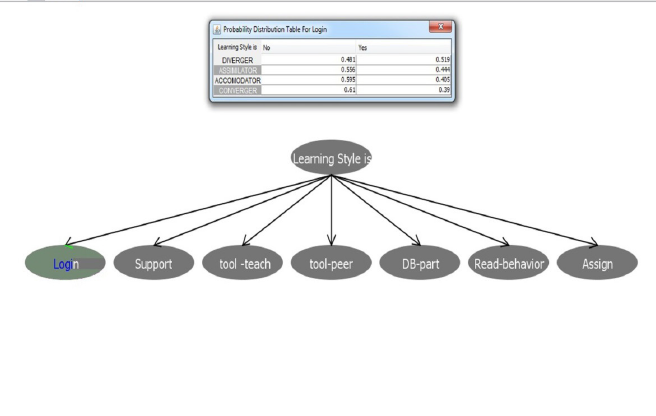 Probability Distribution Table For Login
Learning Style is No Yes
DIVERGER 0.481 0.519
ASSIMILATOR 0.556 0.444
ACCOMODATOR 0.595 0.405
CONVERGER 0.61 0.39
Learning Style is
Login Support tool -teach tool-peer DB-part Read-behavior Assign